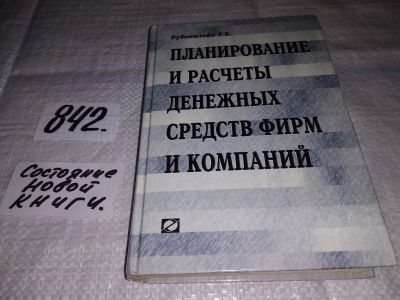 842.
Состояние
новой
книги.
Рубинштейн Т.Б.
ПЛАНИРОВАНИЕ
И РАСЧЕТЫ
ДЕНЕЖНЫХ
СРЕДСТВ ФИРМ
И КОМПАНИЙ